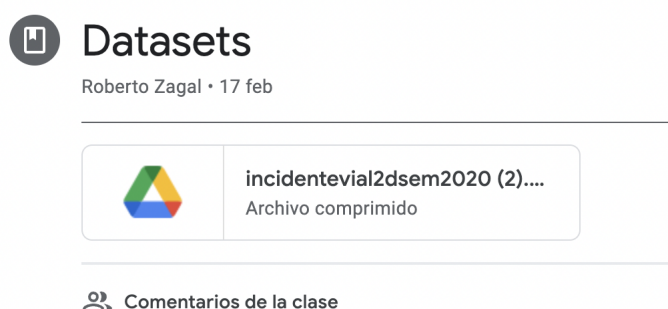 Datasets
Roberto Zagal • 17 feb
incidentevial2dsem2020 (2)....
Archivo comprimido
Comentarios de la clase